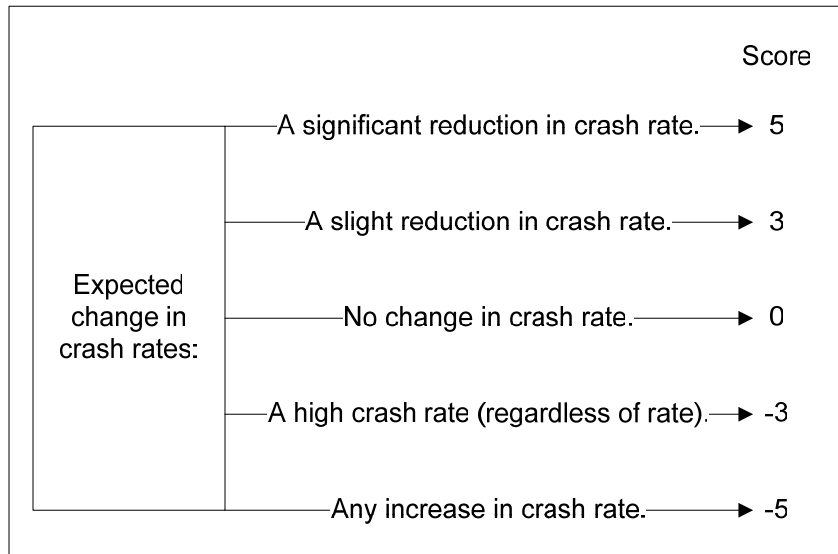 Score
A significant reduction in crash rate. 5
A slight reduction in crash rate. 3
Expected
change in
crash rates:
No change in crash rate. 0
A high crash rate (regardless of rate). -3
Any increase in crash rate. -5